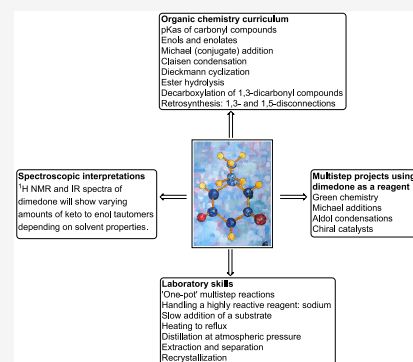 Organic chemistry curriculum
pKas of carbonyl compounds
Enols and enolates
Michael (conjugate) addition
Claisen condensation
Dieckmann cyclization
Ester hydrolysis
Decarboxylation of 1,3-dicarbonyl compounds
Retrosynthesis: 1,3- and 1,5-disconnections
Spectroscopic interpretations
¹H NMR and IR spectra of
dimedone will show varying
amounts of keto to enol tautomers
depending on solvent properties.
Multistep projects using
dimedone as a reagent
Green chemistry
Michael additions
Aldol condensations
Chiral catalysts
Laboratory skills
'One-pot' multistep reactions
Handling a highly reactive reagent: sodium
Slow addition of a substrate
Heating to reflux
Distillation at atmospheric pressure
Extraction and separation
Recrystallization